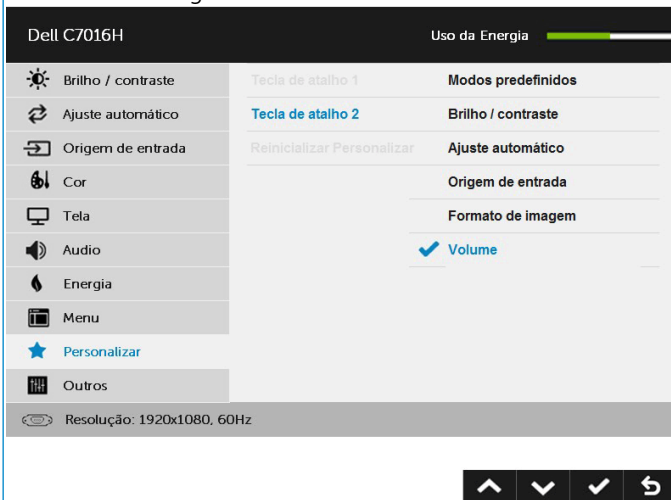 Dell C7016H Uso da Energia
Brilho / contraste Tecla de atalho 1 Modos predefinidos
Ajuste automático Tecla de atalho 2 Brilho / contraste
Origem de entrada Reinicializar Personalizar Ajuste automático
Cor Origem de entrada
Tela Formato de imagem
Audio Volume
Energia
Menu
Personalizar
Outros
Resolução: 1920x1080, 60Hz